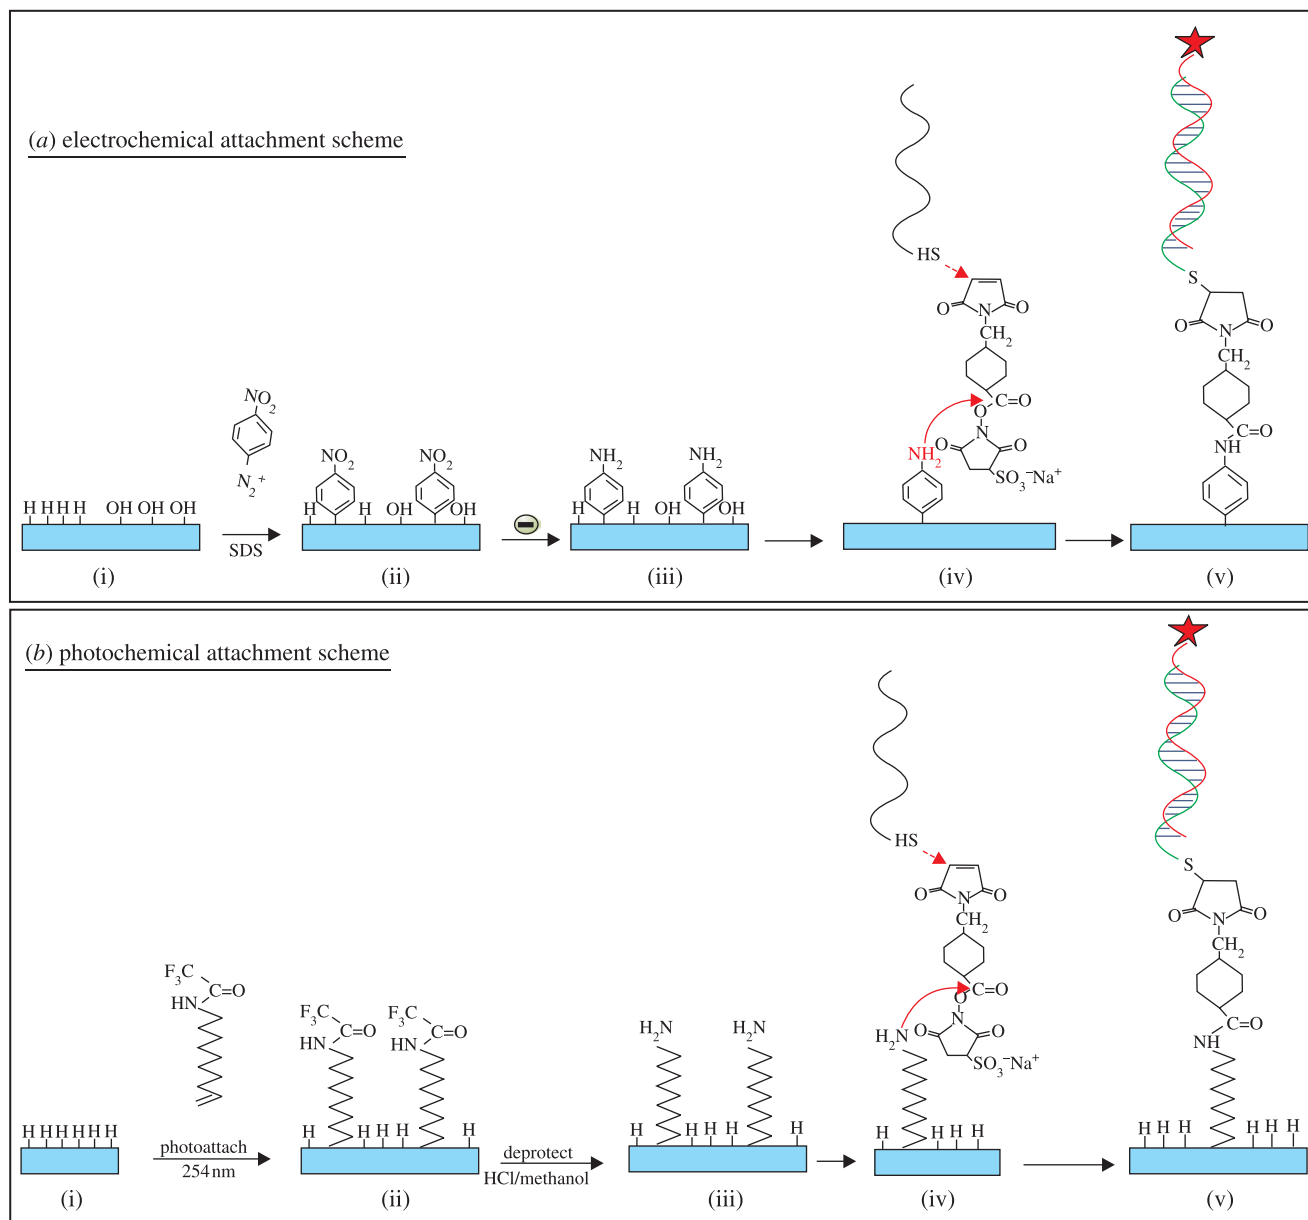 (a) electrochemical attachment scheme
HS
O N O
CH2
C=O
O
N
O O
NO2
N2+
NO2 NO2
NH2 NH2
NH2
SO3−Na+
H H H H OH OH OH
H H OH OH
H H OH OH
SDS
S
O N O
CH2
C=O
NH
(i) (ii) (iii) (iv) (v)
(b) photochemical attachment scheme
HS
O N O
CH2
C=O
O
N
O O
H2N
SO3−Na+
F3C
C=O
HN
F3C F3C
C=O C=O
HN HN
H2N H2N
S
O N O
CH2
C=O
NH
H H H H H H
H H H H H
H H H H H
H H H H
H H H H H H
photoattach
254 nm
deprotect
HCl/methanol
(i) (ii) (iii) (iv) (v)